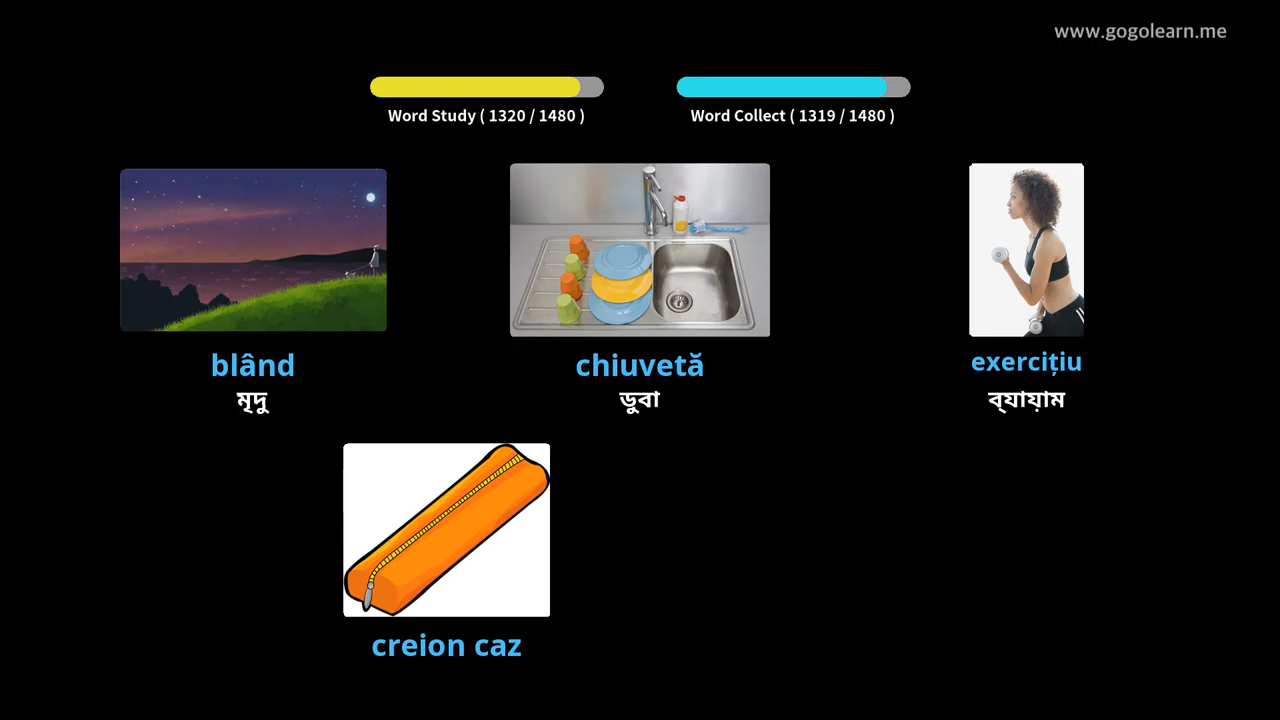 www.gogolearn.me
Word Study ( 1320 / 1480 )
Word Collect ( 1319 / 1480 )
blând
chiuvetă
exercițiu
মৃদু
ডুবা
ব্যায়াম
creion caz